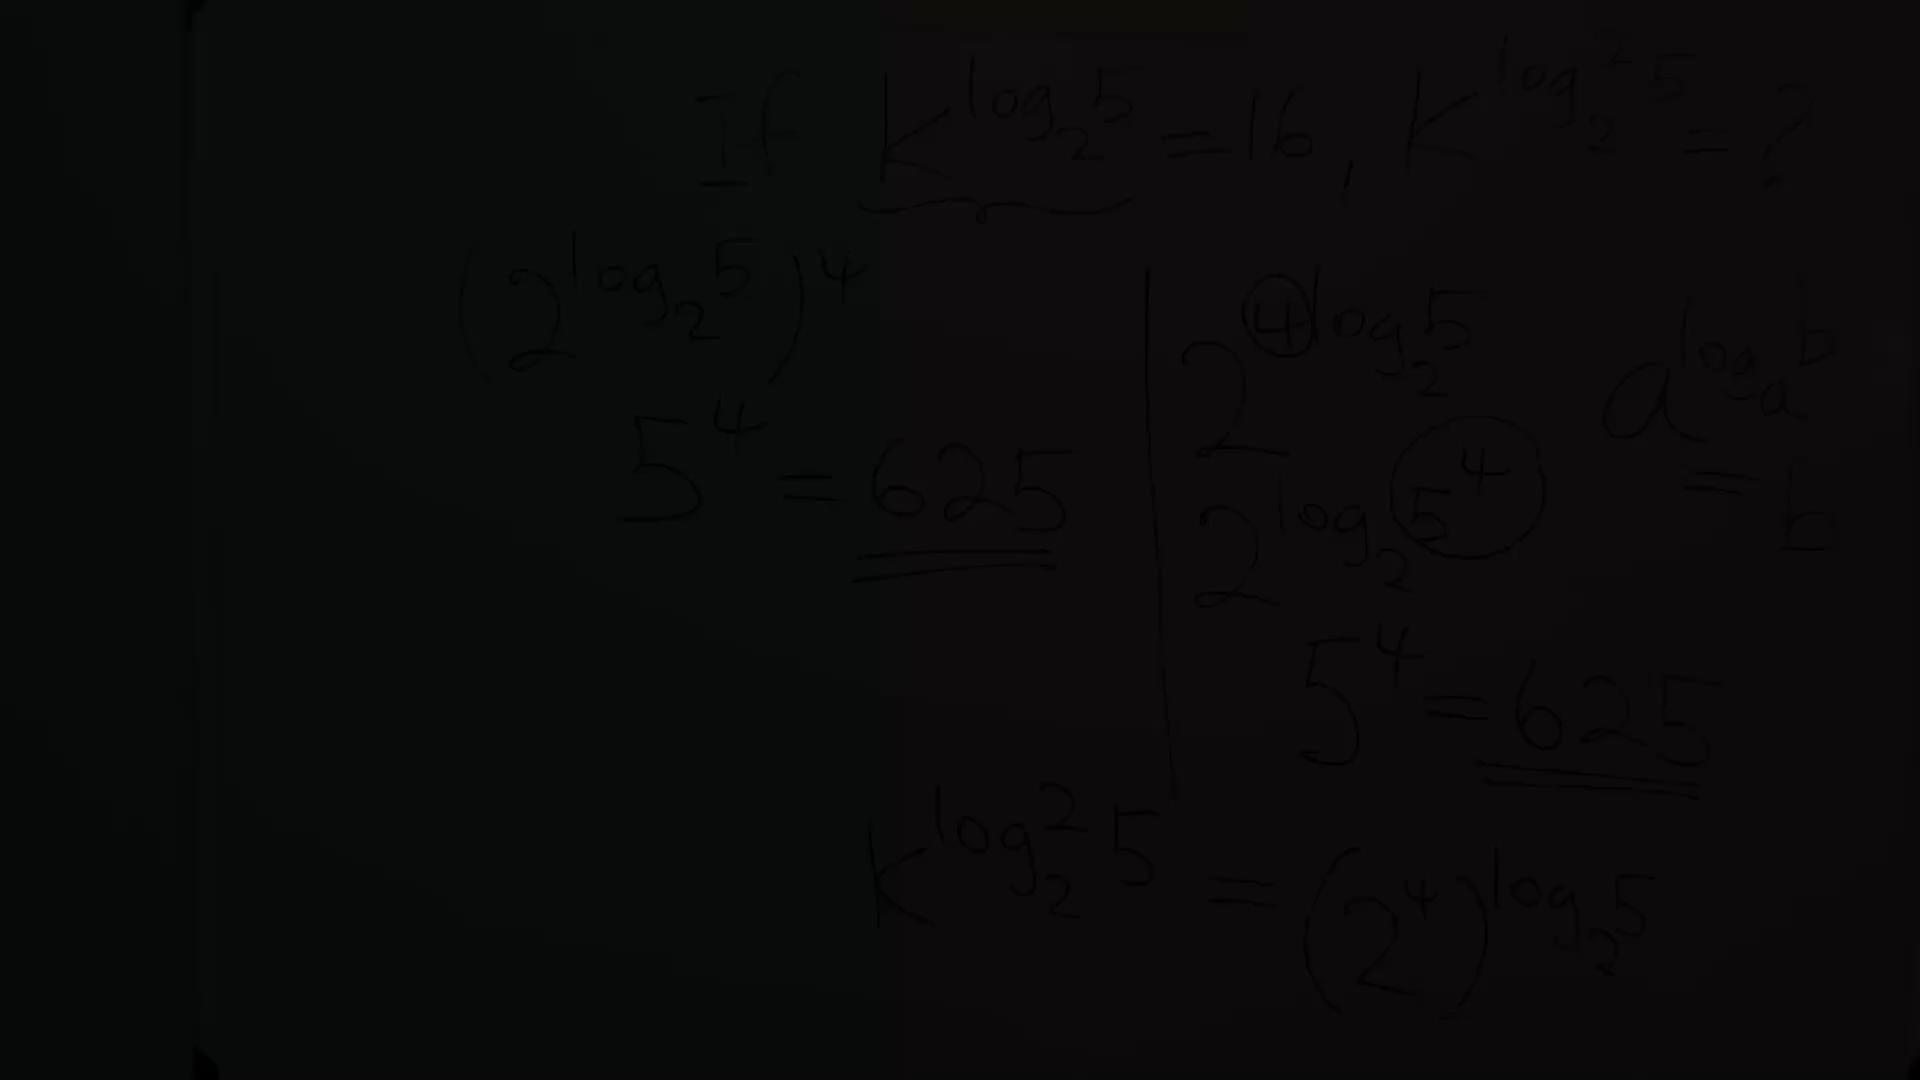 If K^log₂5 = 16, K^log₂²5 = ?
(2^log₂5)^4
5^4 = 625
2^4log₂5
2^log₂5^4
5^4 = 625
a^logₐb
= b
K^log₂²5 = (2^4)^log₂5